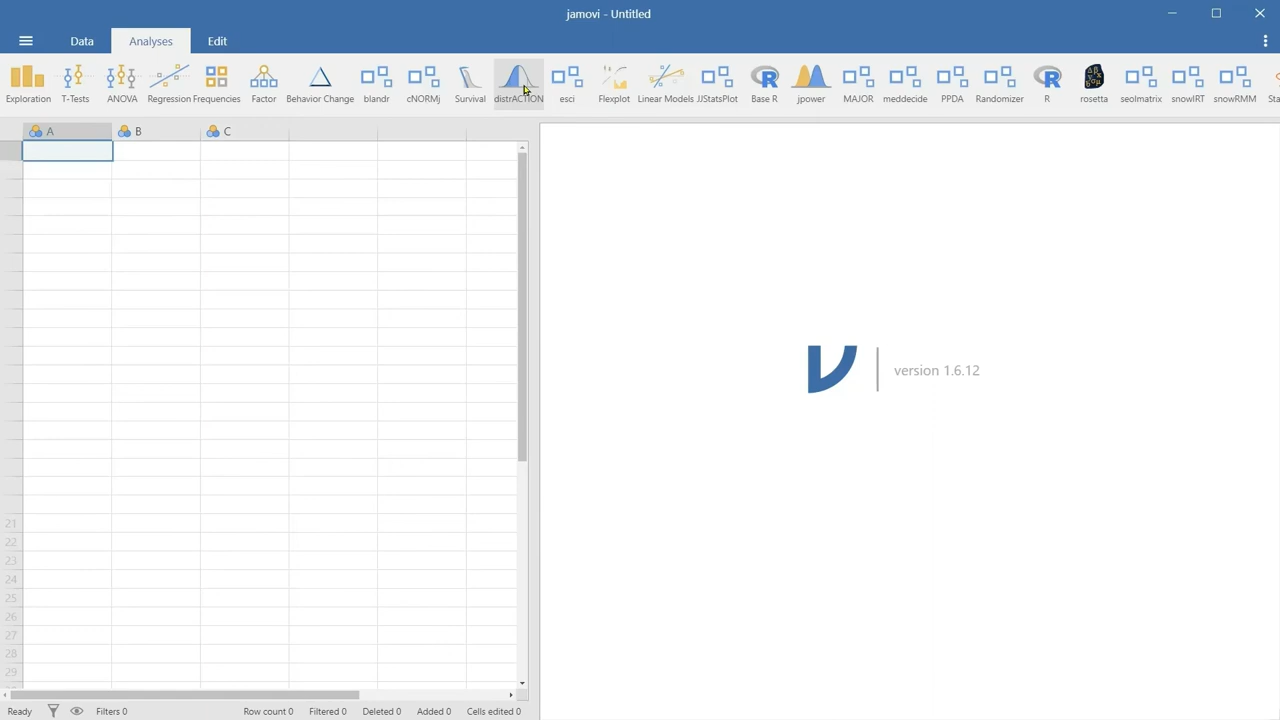 jamovi - Untitled
Data Analyses Edit
Exploration T-Tests ANOVA Regression Frequencies Factor Behavior Change blandr cNORMj Survival distrACTION esci Flexplot Linear Models JJStatsPlot Base R jpower MAJOR meddecide PPDA Randomizer R rosetta seolmatrix snowIRT snowRMM
A B C
version 1.6.12
21
22
23
24
25
26
27
28
29
Ready Filters 0 Row count 0 Filtered 0 Deleted 0 Added 0 Cells edited 0